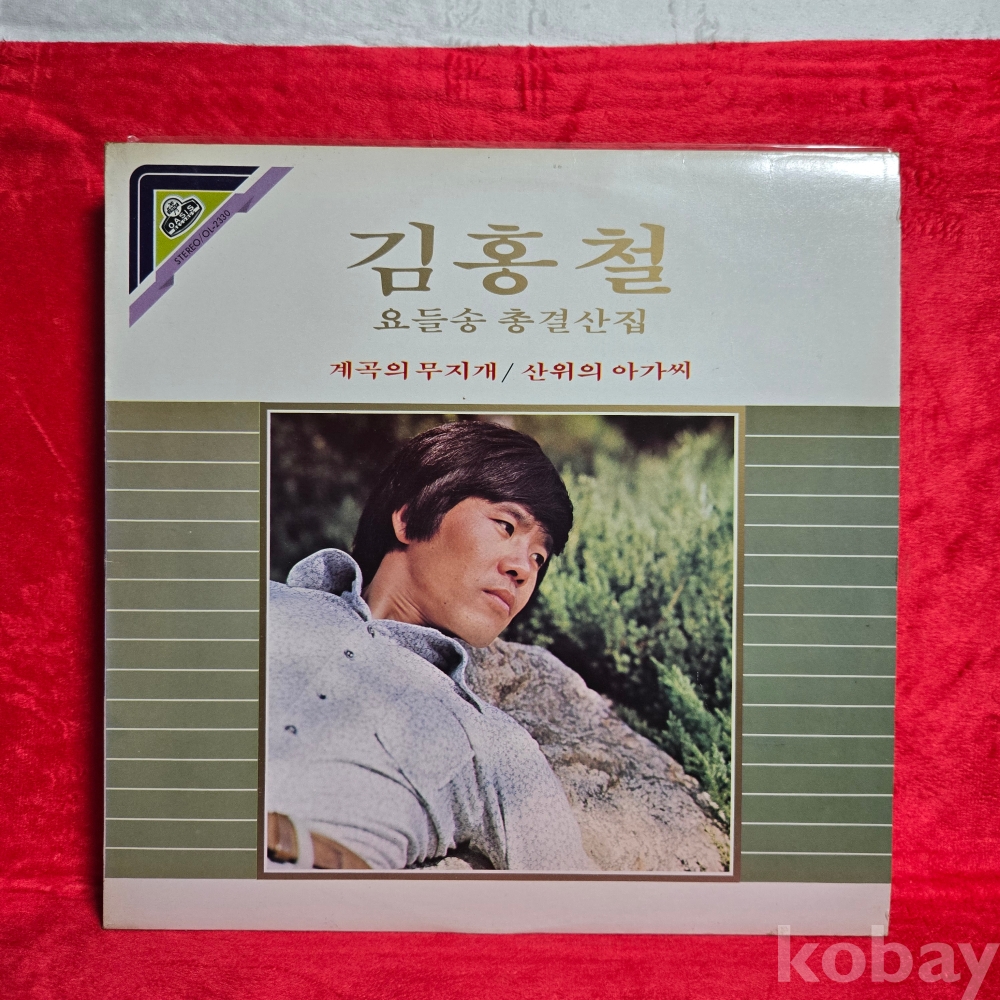 OASIS
STEREO/OL-2330
김홍철
요들송 총결산집
계곡의 무지개 / 산위의 아가씨
kobay